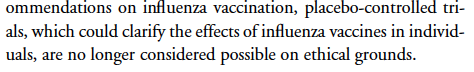 ommendations on influenza vaccination, placebo-controlled tri-
als, which could clarify the effects of influenza vaccines in individ-
uals, are no longer considered possible on ethical grounds.